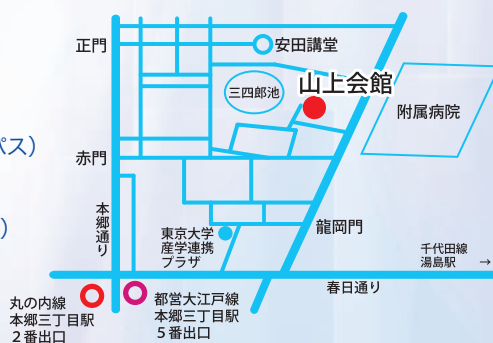 正門
安田講堂
三四郎池
山上会館
附属病院
パス）
赤門
本郷通り
）
東京大学
産学連携
プラザ
龍岡門
千代田線
湯島駅 →
春日通り
丸の内線
本郷三丁目駅
２番出口
都営大江戸線
本郷三丁目駅
５番出口